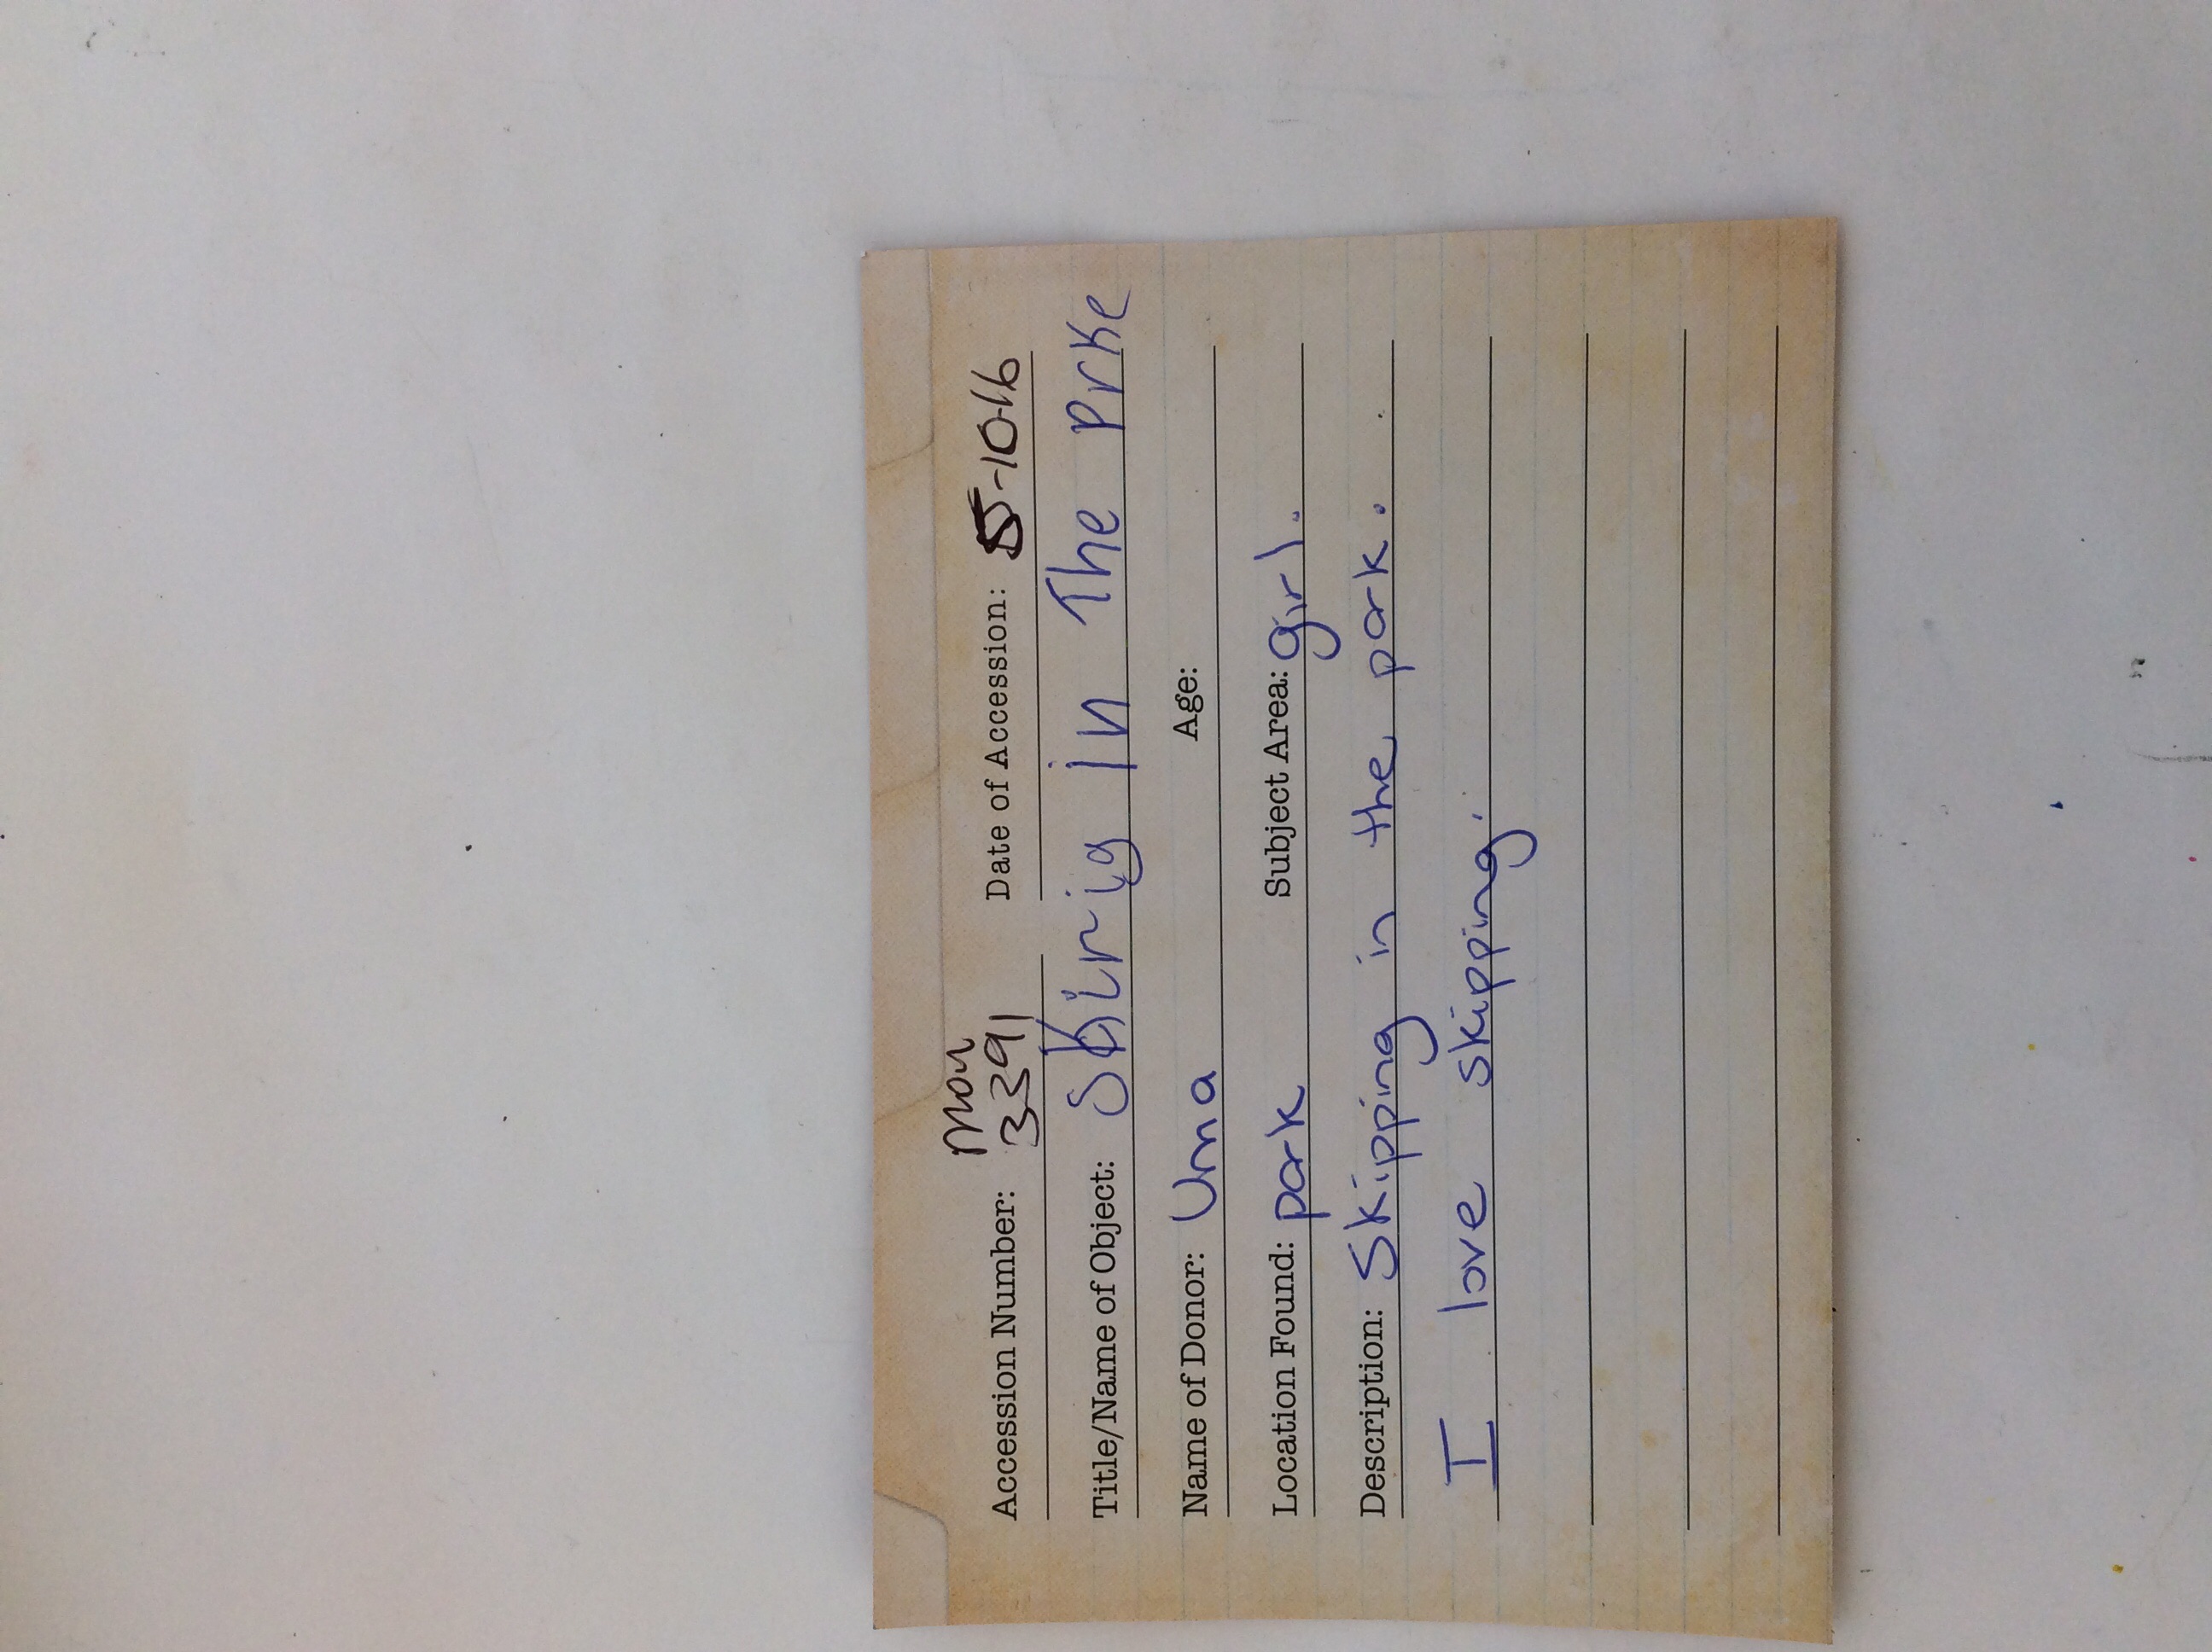 Mon
Accession Number: 3391 Date of Accession: 5-10-16
Title/Name of Object: Skirig in The prke
Name of Donor: Uma Age:
Location Found: park Subject Area: girl.
Description: Skipping in the park.
I love skipping.